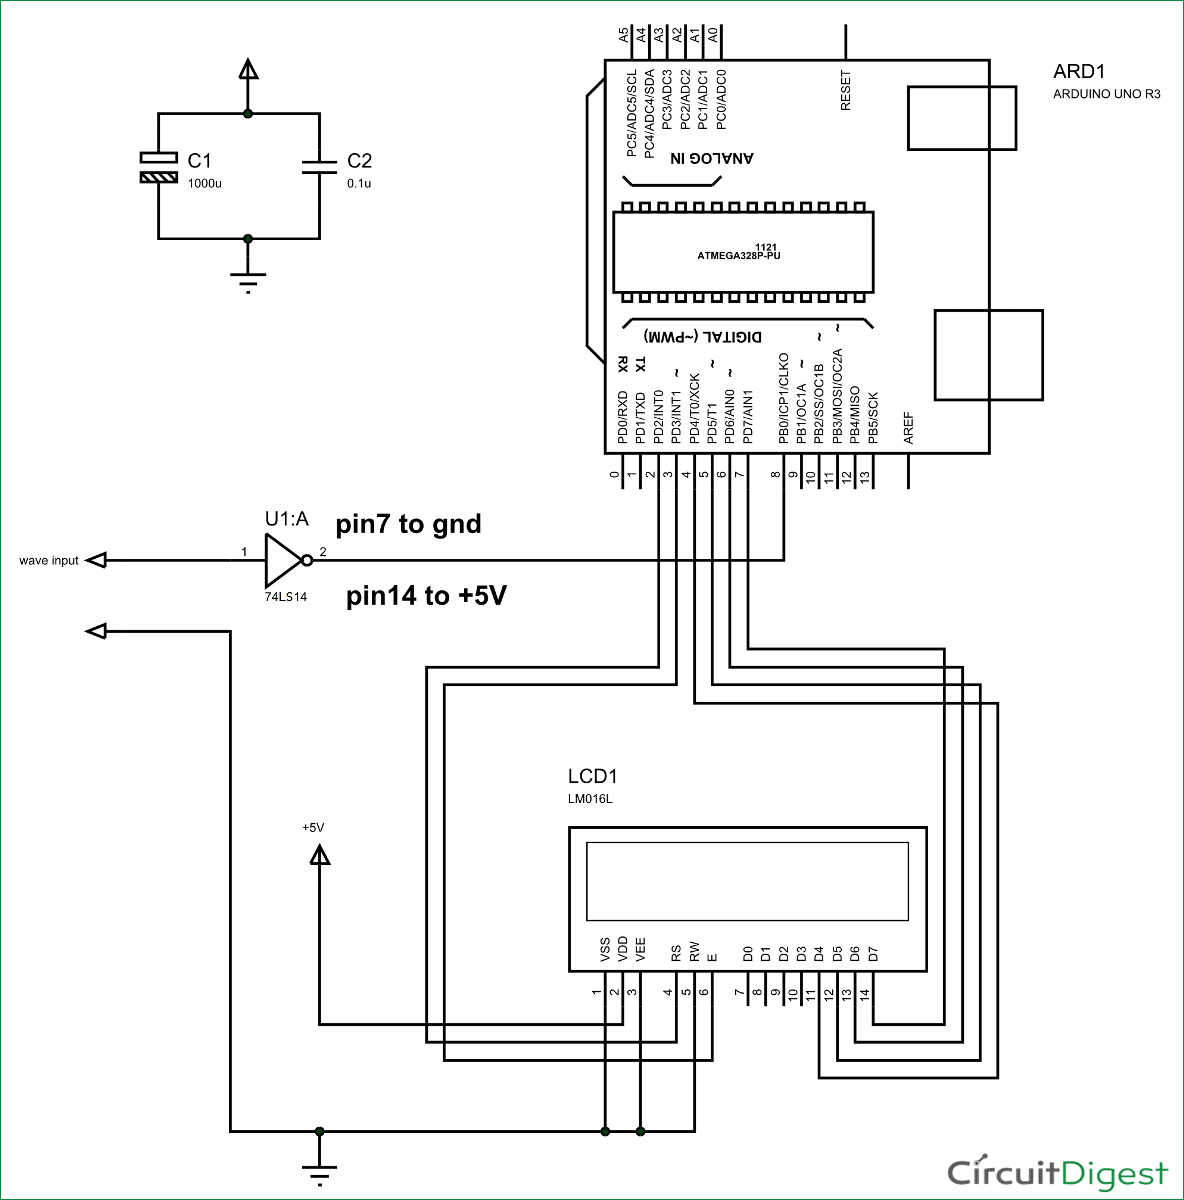 A5
A4
A3
A2
A1
A0
RESET
ARD1
ARDUINO UNO R3
PC5/ADC5/SCL
PC4/ADC4/SDA
PC3/ADC3
PC2/ADC2
PC1/ADC1
PC0/ADC0
ANALOG IN
C1
1000u
C2
0.1u
1121
ATMEGA328P-PU
DIGITAL (~PWM)
RX
TX
~
~
~
~
~
~
PD0/RXD
PD1/TXD
PD2/INT0
PD3/INT1
PD4/T0/XCK
PD5/T1
PD6/AIN0
PD7/AIN1
PB0/ICP1/CLKO
PB1/OC1A
PB2/SS/OC1B
PB3/MOSI/OC2A
PB4/MISO
PB5/SCK
AREF
0
1
2
3
4
5
6
7
8
9
10
11
12
13
U1:A
pin7 to gnd
wave input
1
2
74LS14
pin14 to +5V
LCD1
LM016L
+5V
VSS
VDD
VEE
RS
RW
E
D0
D1
D2
D3
D4
D5
D6
D7
1
2
3
4
5
6
7
8
9
10
11
12
13
14
CircuitDigest